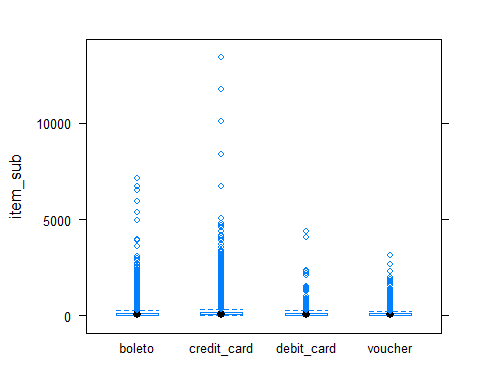 item_sub
10000
5000
0
boleto credit_card debit_card voucher